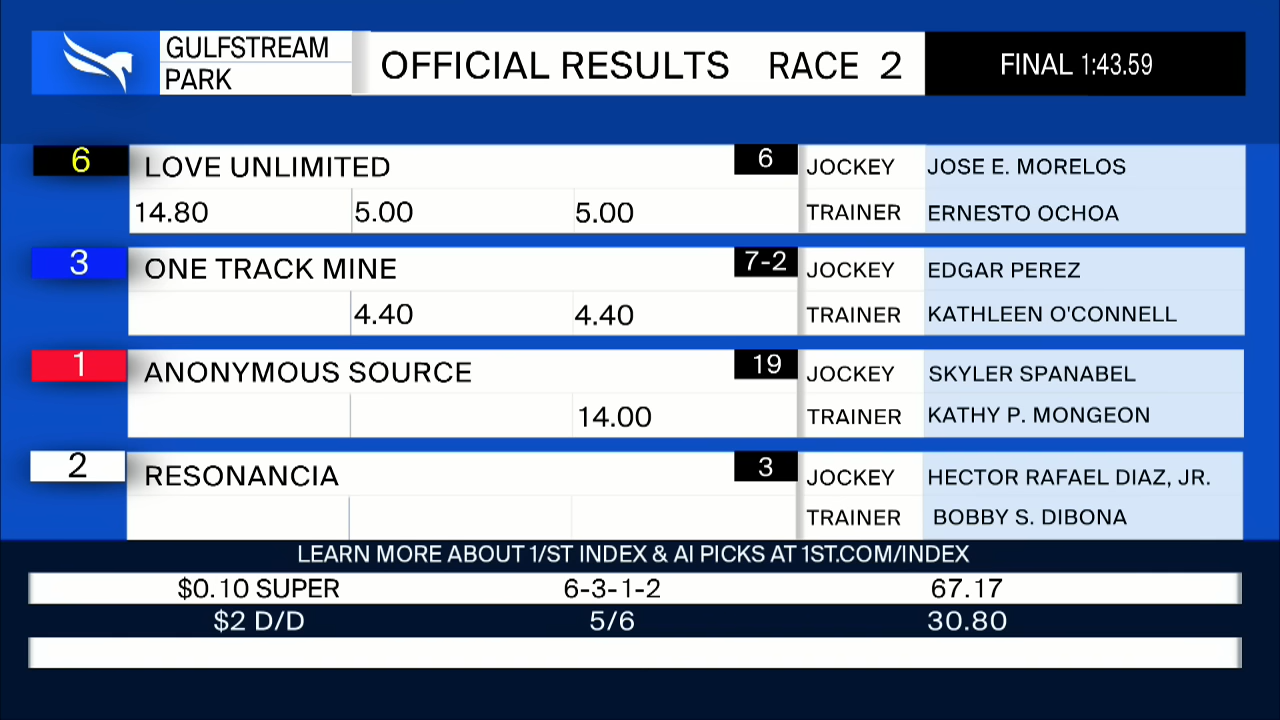 GULFSTREAM PARK
OFFICIAL RESULTS RACE 2
FINAL 1:43.59
6 LOVE UNLIMITED 6 JOCKEY JOSE E. MORELOS
14.80 5.00 5.00 TRAINER ERNESTO OCHOA
3 ONE TRACK MINE 7-2 JOCKEY EDGAR PEREZ
4.40 4.40 TRAINER KATHLEEN O'CONNELL
1 ANONYMOUS SOURCE 19 JOCKEY SKYLER SPANABEL
14.00 TRAINER KATHY P. MONGEON
2 RESONANCIA 3 JOCKEY HECTOR RAFAEL DIAZ, JR.
TRAINER BOBBY S. DIBONA
LEARN MORE ABOUT 1/ST INDEX & AI PICKS AT 1ST.COM/INDEX
$0.10 SUPER 6-3-1-2 67.17
$2 D/D 5/6 30.80